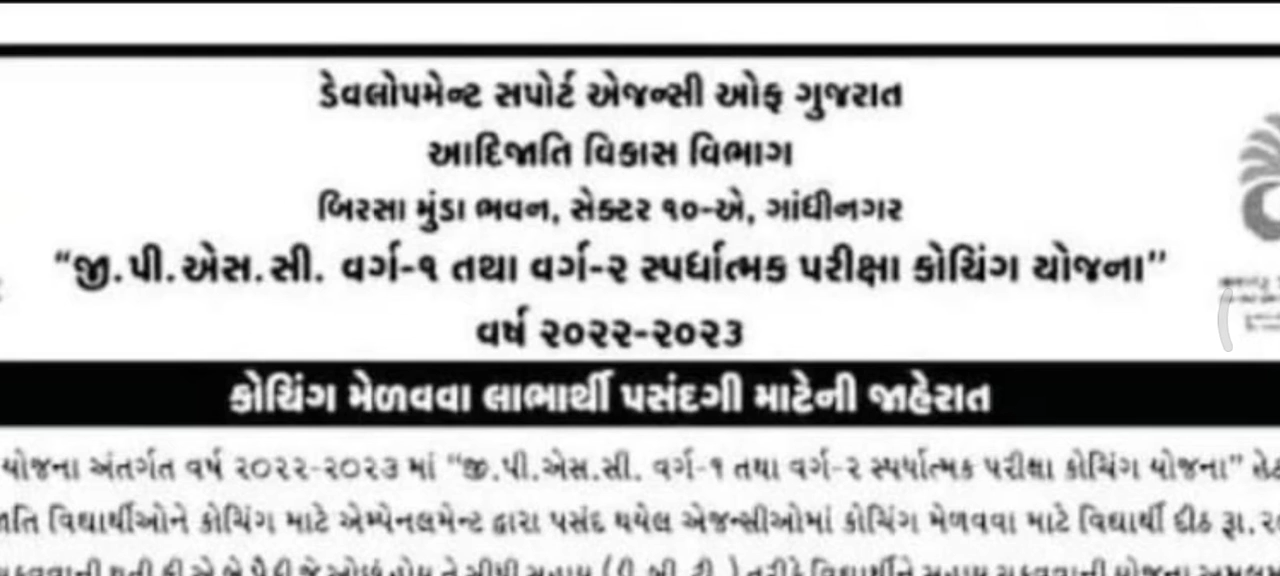 ડેવલોપમેન્ટ સપોર્ટ એજન્સી ઓફ ગુજરાત
આદિજાતિ વિકાસ વિભાગ
બિરસા મુંડા ભવન, સેક્ટર ૧૦-એ, ગાંધીનગર
“જી.પી.એસ.સી. વર્ગ-૧ તથા વર્ગ-૨ સ્પર્ધાત્મક પરીક્ષા કોચિંગ યોજના”
વર્ષ ૨૦૨૨-૨૦૨૩
કોચિંગ મેળવવા લાભાર્થી પસંદગી માટેની જાહેરાત
યોજના અંતર્ગત વર્ષ ૨૦૨૨-૨૦૨૩ માં “જી.પી.એસ.સી. વર્ગ-૧ તથા વર્ગ-૨ સ્પર્ધાત્મક પરીક્ષા કોચિંગ યોજના”
વિદ્યાર્થીઓને કોચિંગ માટે એમ્પેનલમેન્ટ દ્વારા પસંદ થયેલ એજન્સીઓમાં કોચિંગ મેળવવા માટે વિદ્યાર્થી દીઠ રૂા.